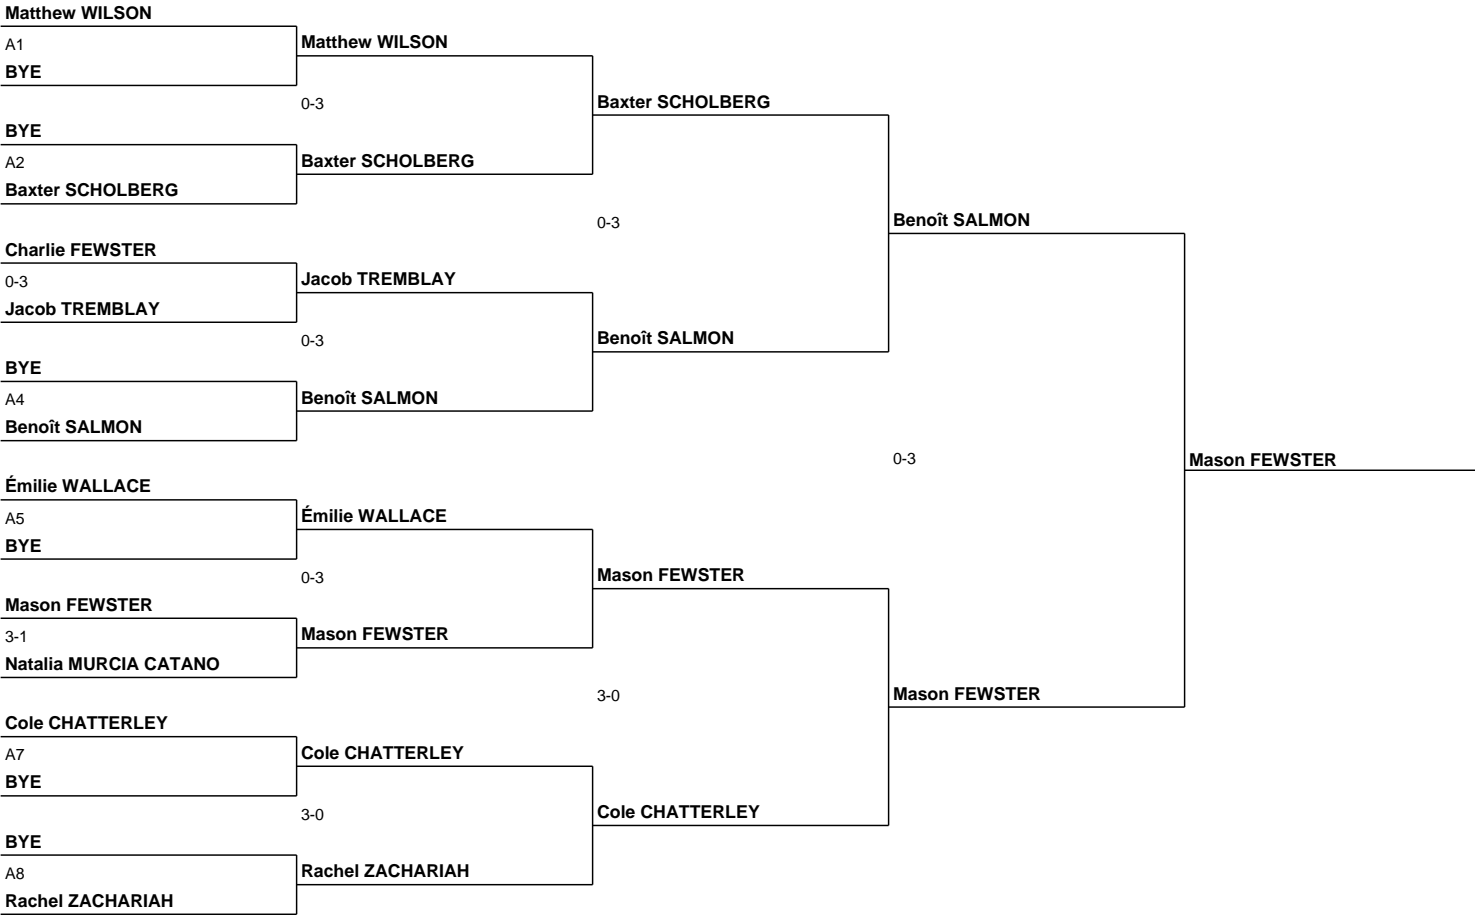 Matthew WILSON
A1
BYE
BYE
A2
Baxter SCHOLBERG
Charlie FEWSTER
0-3
Jacob TREMBLAY
BYE
A4
Benoît SALMON
Émilie WALLACE
A5
BYE
Mason FEWSTER
3-1
Natalia MURCIA CATANO
Cole CHATTERLEY
A7
BYE
BYE
A8
Rachel ZACHARIAH
Matthew WILSON
0-3
Baxter SCHOLBERG
Jacob TREMBLAY
0-3
Benoît SALMON
Émilie WALLACE
0-3
Mason FEWSTER
Cole CHATTERLEY
3-0
Rachel ZACHARIAH
Baxter SCHOLBERG
0-3
Benoît SALMON
Mason FEWSTER
3-0
Cole CHATTERLEY
Benoît SALMON
0-3
Mason FEWSTER
Mason FEWSTER